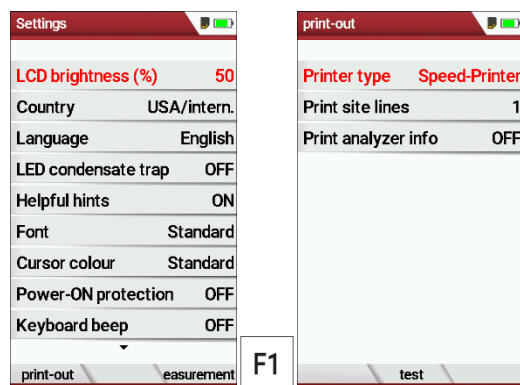 Settings
LCD brightness (%) 50
Country USA/intern.
Language English
LED condensate trap OFF
Helpful hints ON
Font Standard
Cursor colour Standard
Power-ON protection OFF
Keyboard beep OFF
print-out easurement
F1
print-out
Printer type Speed-Printer
Print site lines 1
Print analyzer info OFF
test